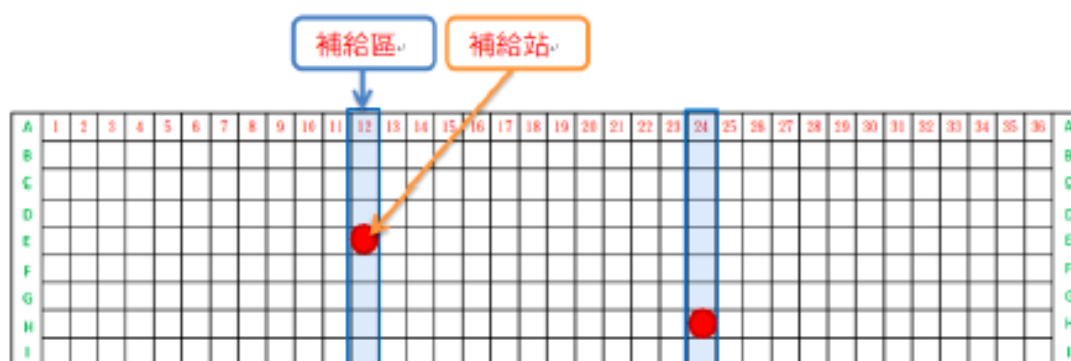 補給區
補給站
A 1 2 3 4 5 6 7 8 9 10 11 12 13 14 15 16 17 18 19 20 21 22 23 24 25 26 27 28 29 30 31 32 33 34 35 36 A
B B
C C
D D
E E
F F
G G
H H
I I